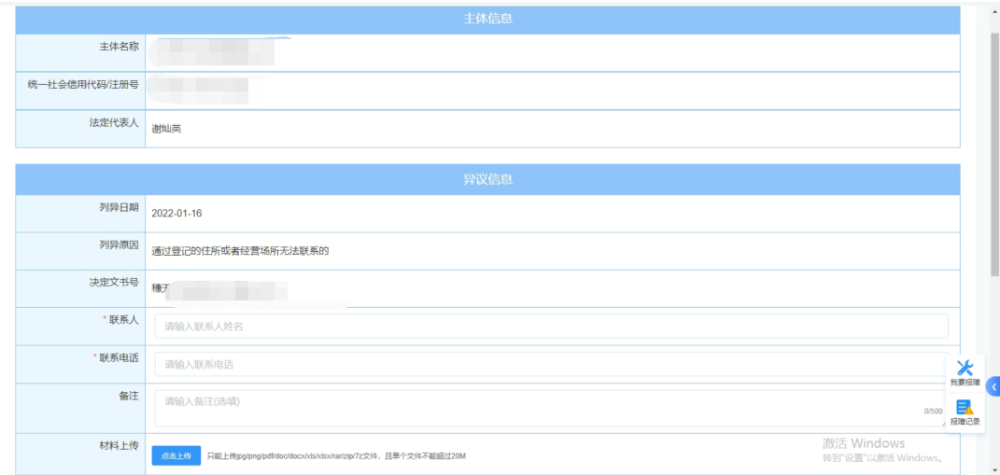 主体信息
主体名称
统一社会信用代码/注册号
法定代表人 谢灿英
异议信息
列异日期 2022-01-16
列异原因 通过登记的住所或者经营场所无法联系的
决定文书号 穗天
* 联系人 请输入联系人姓名
* 联系电话 请输入联系电话
我要报障
备注 请输入备注(选填)
0/500
报障记录
材料上传 点击上传 只能上传jpg/png/pdf/doc/docx/xls/xlsx/rar/zip/7z文件，且单个文件不能超过20M
激活 Windows
转到"设置"以激活 Windows。